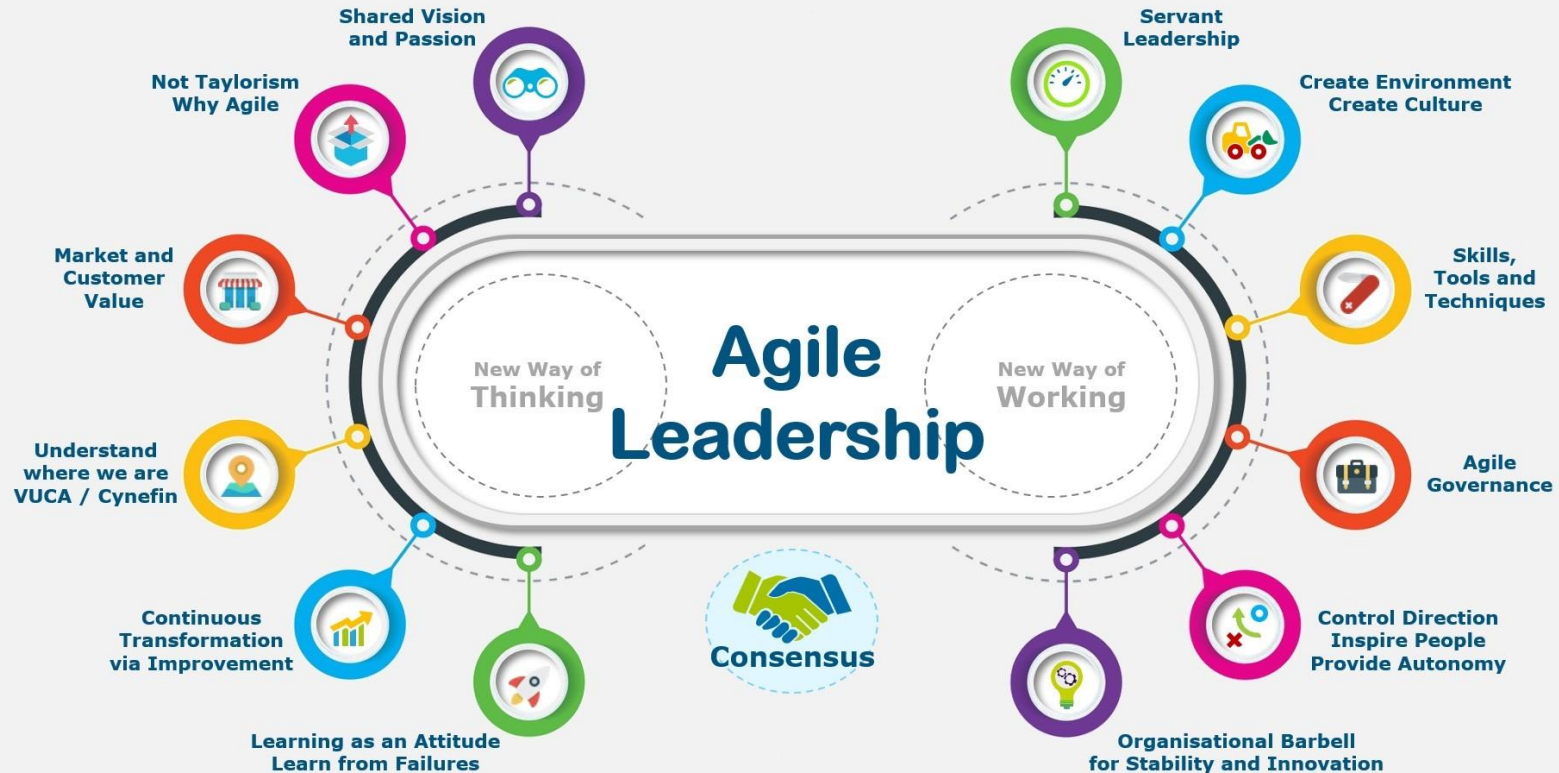 Shared Vision
and Passion
Not Taylorism
Why Agile
Market and
Customer
Value
Understand
where we are
VUCA / Cynefin
Continuous
Transformation
via Improvement
Learning as an Attitude
Learn from Failures
New Way of
Thinking
Agile
Leadership
New Way of
Working
Consensus
Servant
Leadership
Create Environment
Create Culture
Skills,
Tools and
Techniques
Agile
Governance
Control Direction
Inspire People
Provide Autonomy
Organisational Barbell
for Stability and Innovation